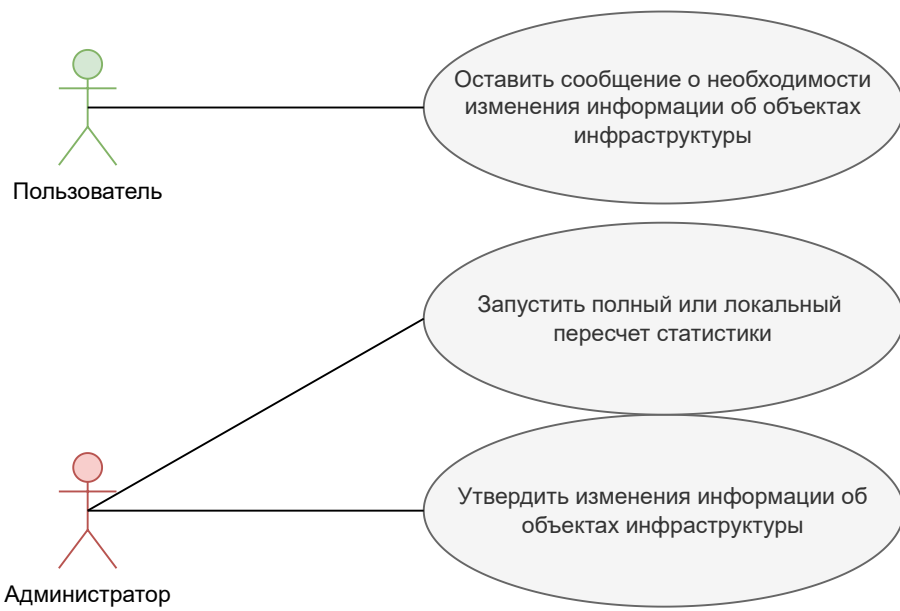 Оставить сообщение о необходимости
изменения информации об объектах
инфраструктуры
Пользователь
Запустить полный или локальный
пересчет статистики
Утвердить изменения информации об
объектах инфраструктуры
Администратор